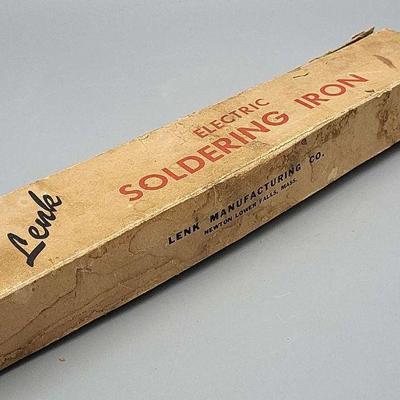 Lenk
ELECTRIC
SOLDERING IRON
LENK MANUFACTURING CO.
NEWTON LOWER FALLS, MASS.